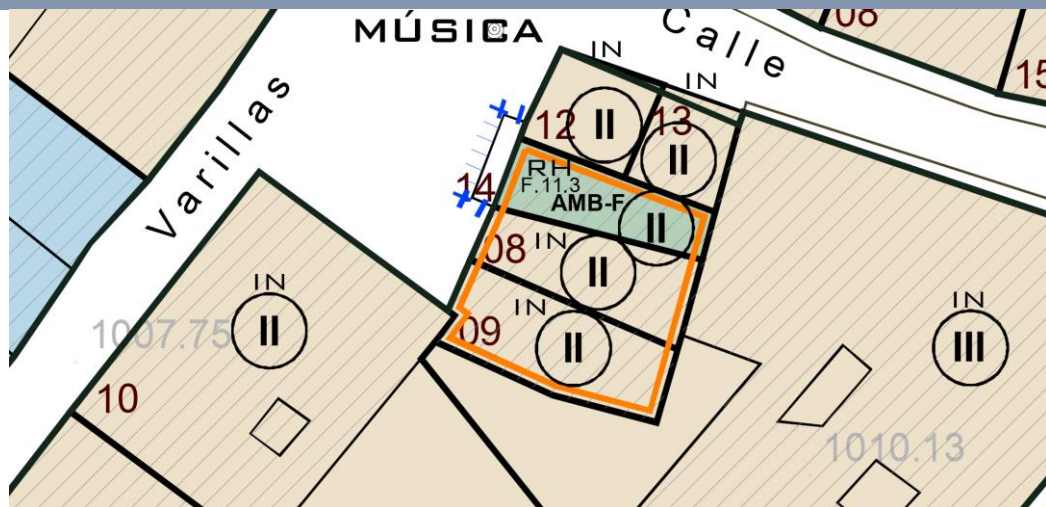 MÚSICA
Calle
08
15
Varillas
IN
IN
12
II
13
II
14
RH
F.11.3
AMB-F
II
08
IN
II
09
IN
II
IN
II
1007.75
10
IN
III
1010.13